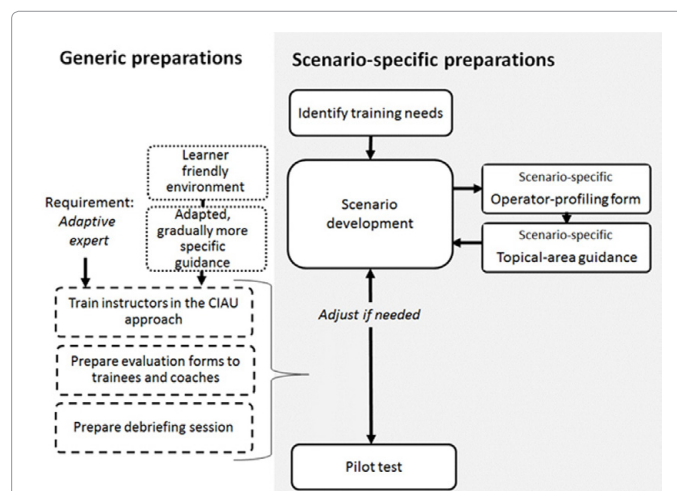 Generic preparations
Requirement:
Adaptive
expert
Learner
friendly
environment
Adapted,
gradually more
specific
guidance
Train instructors in the CIAU
approach
Prepare evaluation forms to
trainees and coaches
Prepare debriefing session
Scenario-specific preparations
Identify training needs
Scenario
development
Scenario-specific
Operator-profiling form
Scenario-specific
Topical-area guidance
Adjust if needed
Pilot test